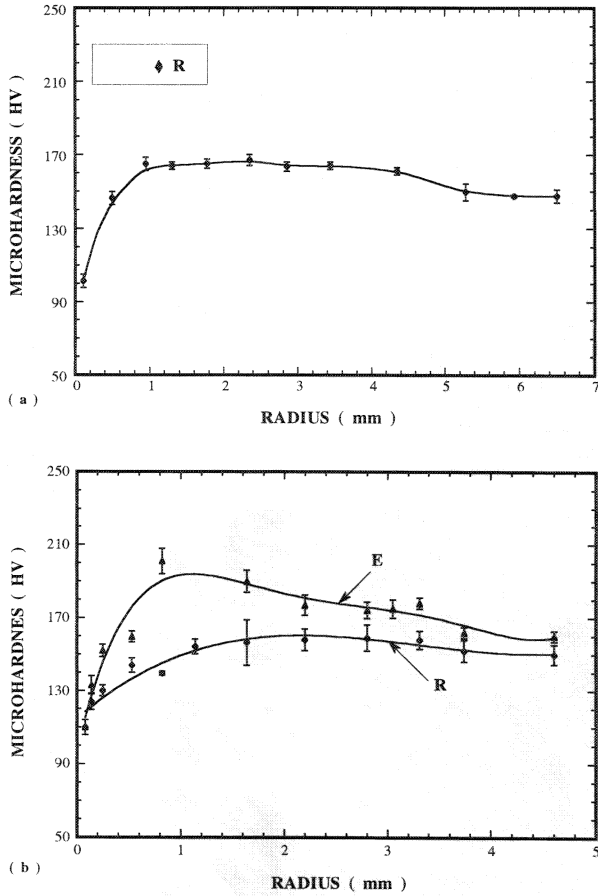 250
210
170
130
90
50
MICROHARDNESS ( HV )
R
0 1 2 3 4 5 6 7
( a )
RADIUS ( mm )
250
210
170
130
90
50
MICROHARDNES ( HV )
E
R
0 1 2 3 4 5
( b )
RADIUS ( mm )